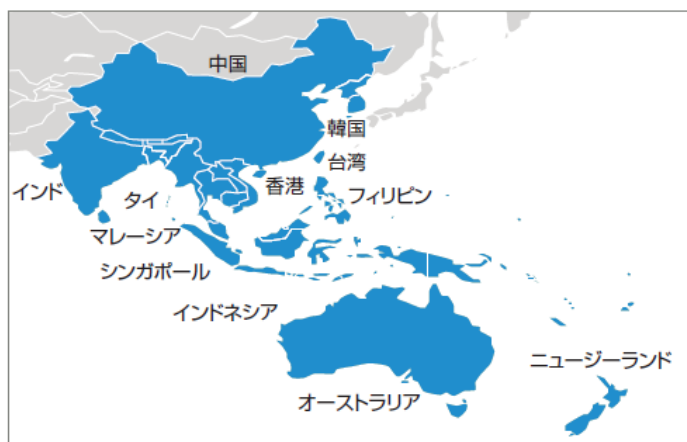 中国
韓国
台湾
香港
フィリピン
インド
タイ
マレーシア
シンガポール
インドネシア
ニュージーランド
オーストラリア